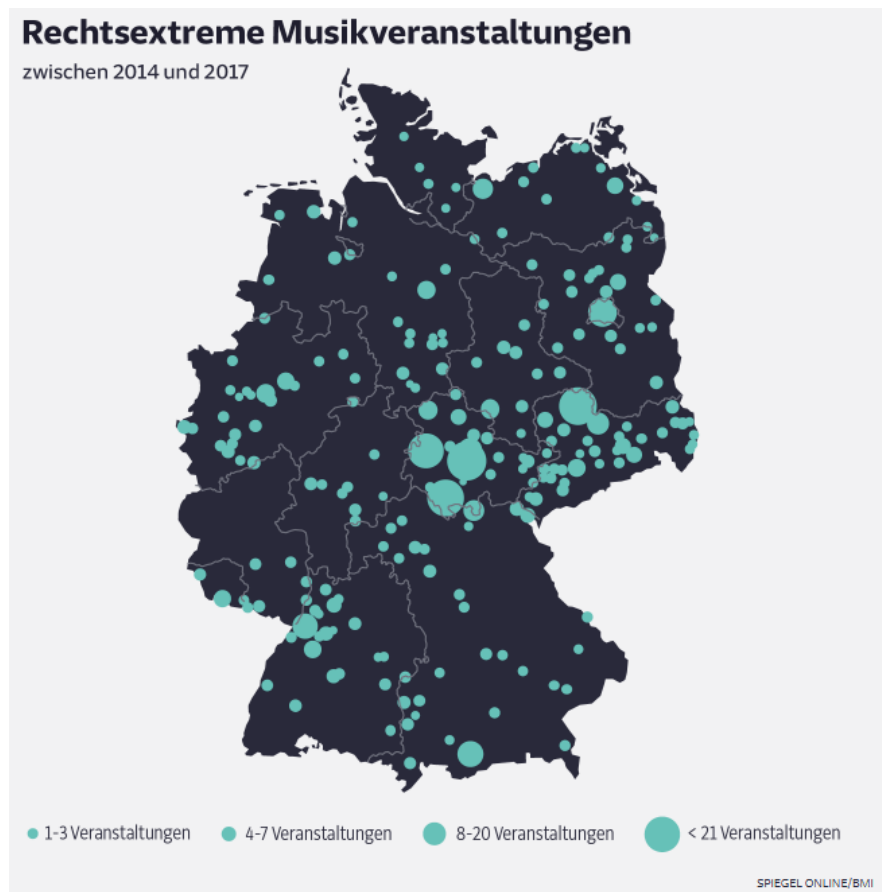 Rechtsextreme Musikveranstaltungen
zwischen 2014 und 2017
1-3 Veranstaltungen
4-7 Veranstaltungen
8-20 Veranstaltungen
< 21 Veranstaltungen
SPIEGEL ONLINE/BMI